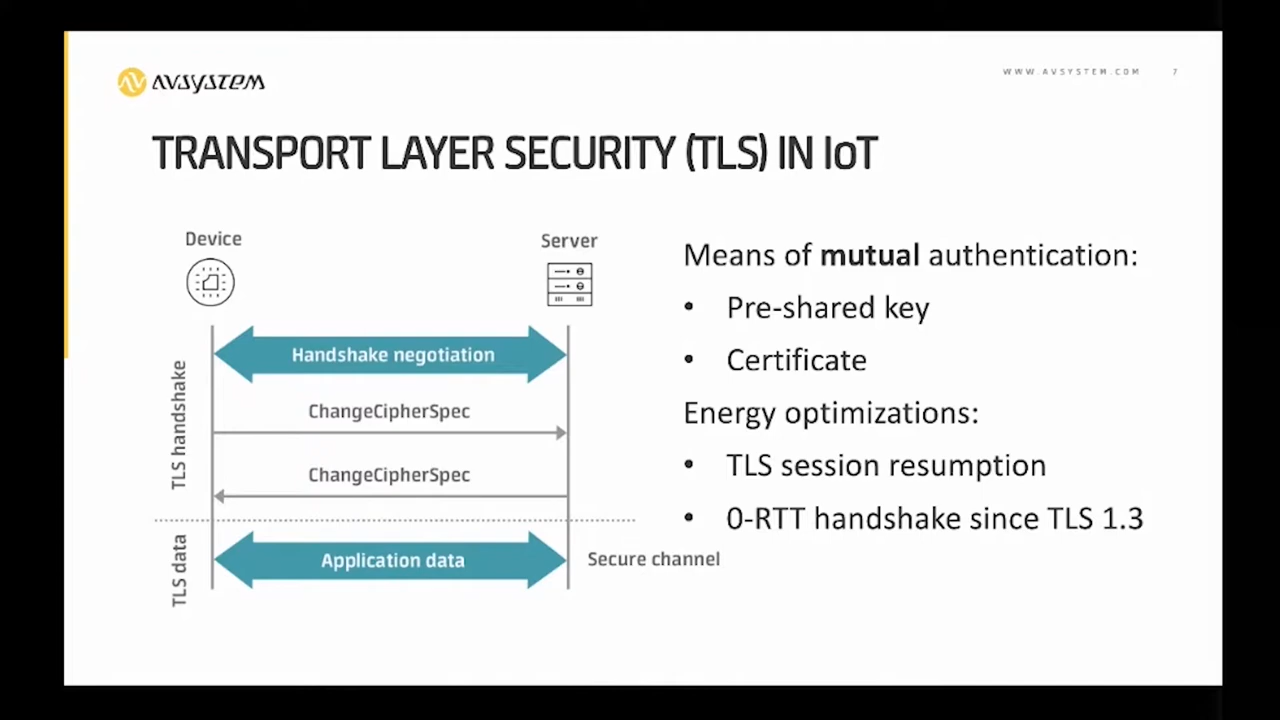 AVSYSTEM
WWW.AVSYSTEM.COM 7
TRANSPORT LAYER SECURITY (TLS) IN IoT
Device
Server
Handshake negotiation
ChangeCipherSpec
ChangeCipherSpec
TLS handshake
Application data
Secure channel
TLS data
Means of mutual authentication:
• Pre-shared key
• Certificate
Energy optimizations:
• TLS session resumption
• 0-RTT handshake since TLS 1.3